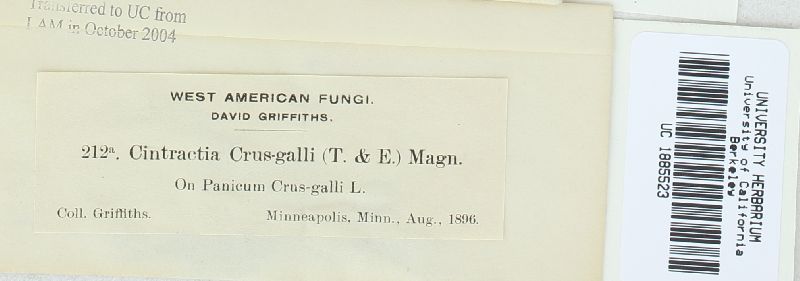 Transferred to UC from
LAM in October 2004
WEST AMERICAN FUNGI.
DAVID GRIFFITHS.
212a. Cintractia Crus-galli (T. & E.) Magn.
On Panicum Crus-galli L.
Coll. Griffiths. Minneapolis, Minn., Aug., 1896.
UNIVERSITY HERBARIUM
University of California
Berkeley
UC 1885523